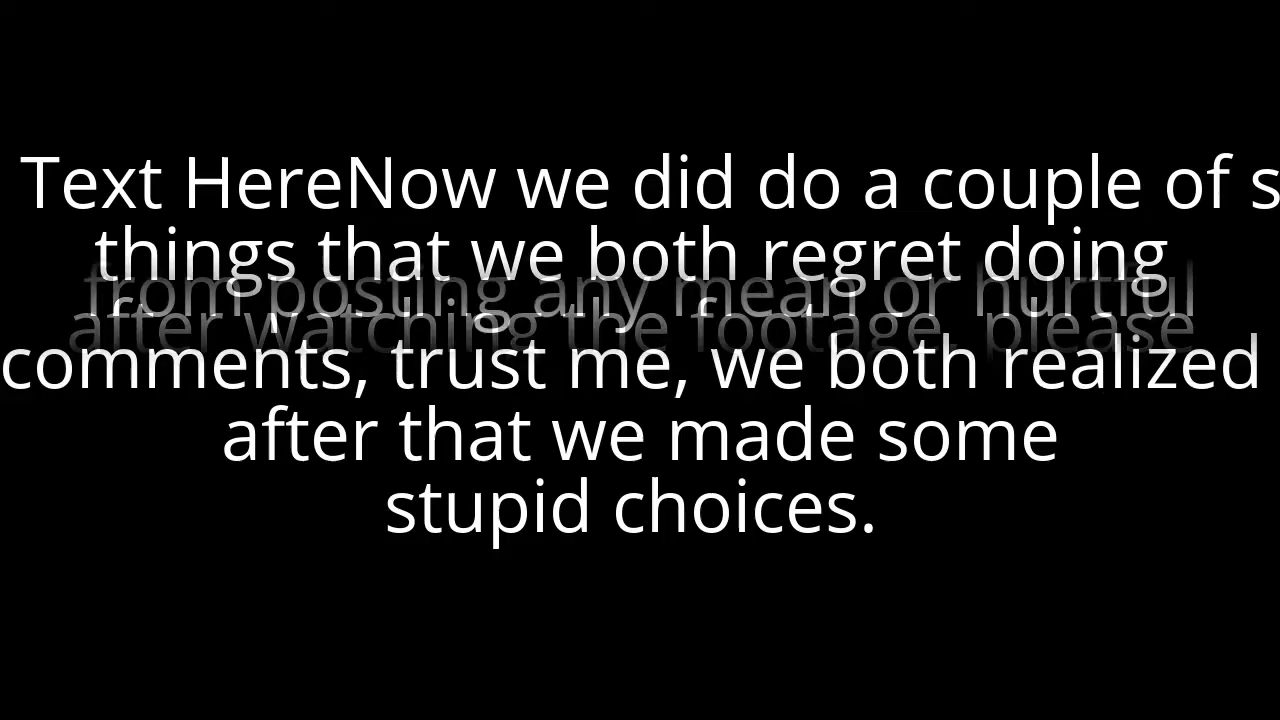 Text HereNow we did do a couple of s
things that we both regret doing
from posting any mean or hurtful
after watching the footage, please
comments, trust me, we both realized
after that we made some
stupid choices.